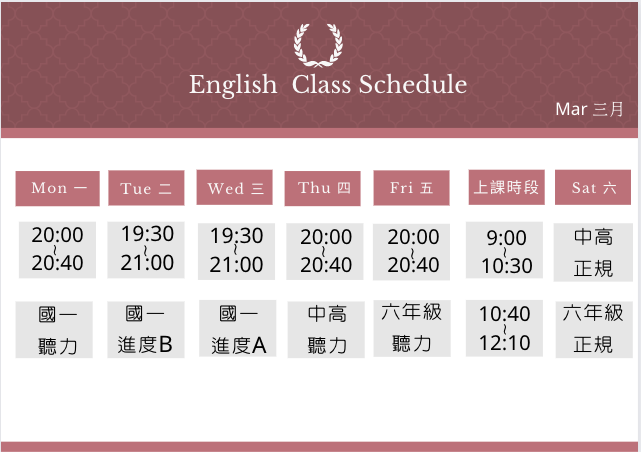 English Class Schedule
Mar 三月
Mon 一 Tue 二 Wed 三 Thu 四 Fri 五 上課時段 Sat 六
20:00 19:30 19:30 20:00 20:00 9:00 中高
~ ~ ~ ~ ~ ~
20:40 21:00 21:00 20:40 20:40 10:30 正規
國一 國一 國一 中高 六年級 10:40 六年級
~
聽力 進度B 進度A 聽力 聽力 12:10 正規